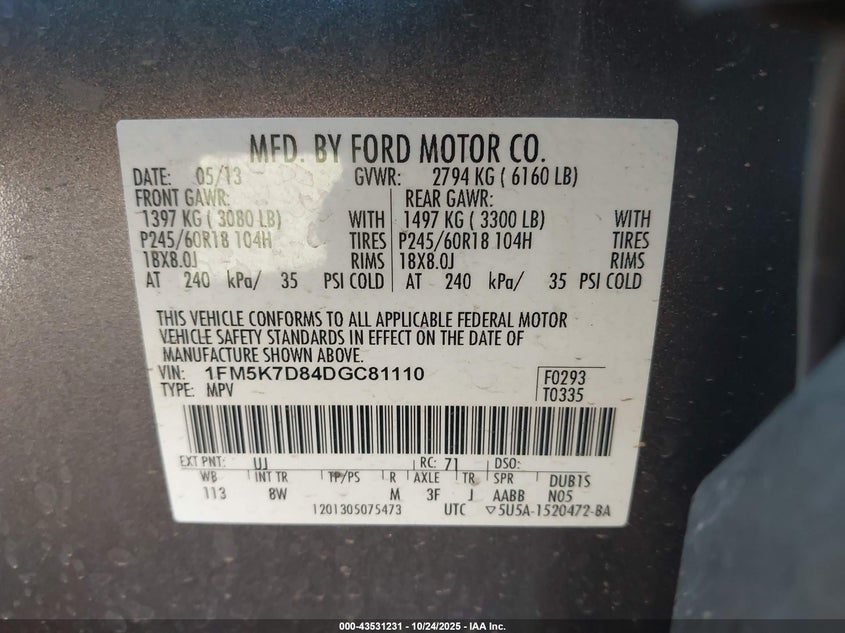 MFD. BY FORD MOTOR CO.
DATE: 05/13 GVWR: 2794 KG ( 6160 LB)
FRONT GAWR: REAR GAWR:
1397 KG ( 3080 LB) WITH 1497 KG ( 3300 LB) WITH
P245/60R18 104H TIRES P245/60R18 104H TIRES
18X8.0J RIMS 18X8.0J RIMS
AT 240 kPa/ 35 PSI COLD AT 240 kPa/ 35 PSI COLD
THIS VEHICLE CONFORMS TO ALL APPLICABLE FEDERAL MOTOR
VEHICLE SAFETY STANDARDS IN EFFECT ON THE DATE OF
MANUFACTURE SHOWN ABOVE.
VIN: 1FM5K7D84DGC81110 F0293
TYPE: MPV T0335
EXT PNT: UJ RC: 71 DSO:
WB INT TR TP/PS R AXLE TR SPR DUB1S
113 8W M 3F J AABB N05
1201305075473 UTC ▽5U5A-1520472-BA
000-43531231 - 10/24/2025 - IAA Inc.